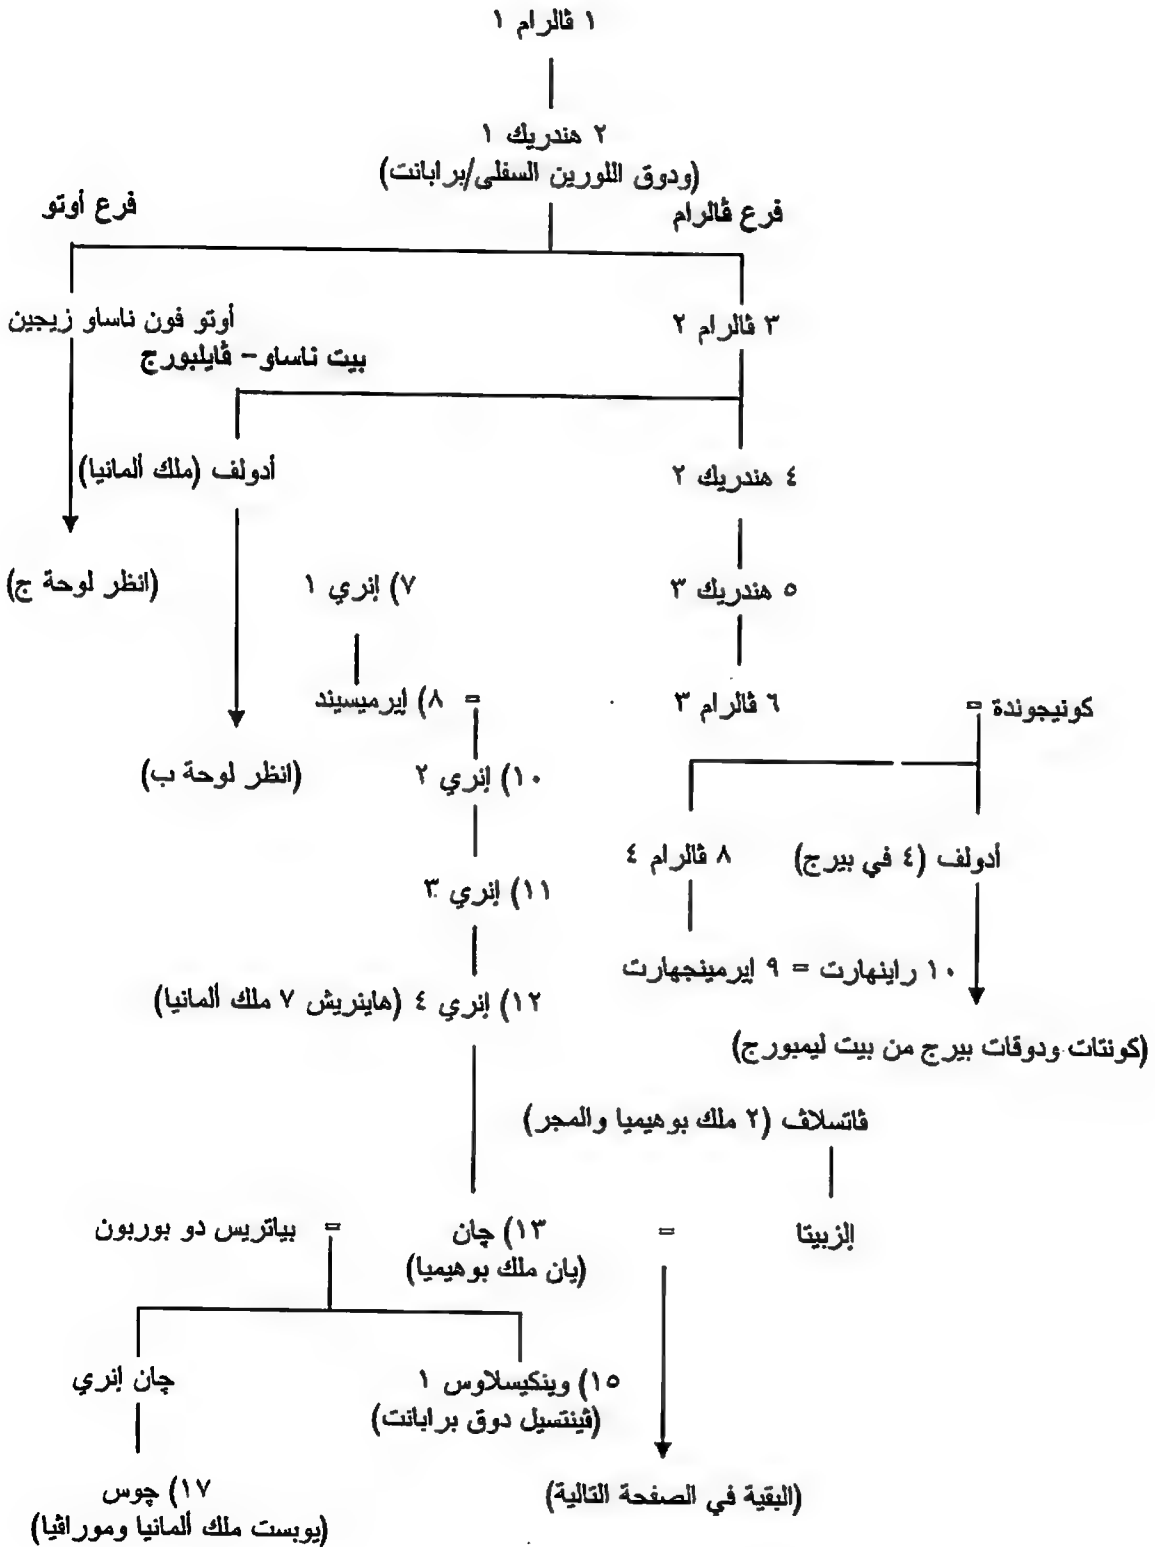 ١ ڤالرام ١
٢ هندريك ١
(ودوق اللورين السفلى/برابانت)
فرع ڤالرام
فرع أوتو
٣ ڤالرام ٢
أوتو فون ناساو زيجين
بيت ناساو- ڤايلبورج
٤ هندريك ٢
أدولف (ملك ألمانيا)
٥ هندريك ٣
٧) إنري ١
(انظر لوحة ج)
كونيجوندة =
٦ ڤالرام ٣
= ٨) إيرميسيند
١٠) إنري ٢
(انظر لوحة ب)
أدولف (٤ في بيرج)
٨ ڤالرام ٤
١١) إنري ٣
١٠ راينهارت = ٩ إيرمينجهارت
١٢) إنري ٤ (هاينريش ٧ ملك ألمانيا)
(كونتات ودوقات بيرج من بيت ليمبورج)
ڤاتسلاڤ (٢ ملك بوهيميا والمجر)
إلزبيتا = ١٣) چان = بياتريس دو بوربون
(يان ملك بوهيميا)
١٥) وينكيسلاوس ١
چان إنري
(ڤينتسيل دوق برابانت)
(البقية في الصفحة التالية)
١٧) چوس
(يوبست ملك ألمانيا وموراڤيا)